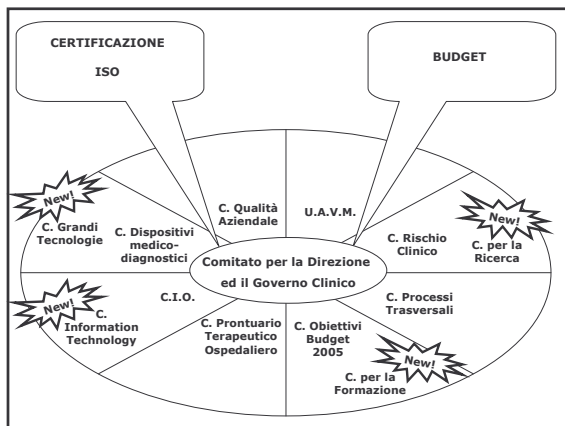 CERTIFICAZIONE
ISO
BUDGET
New!
C. Grandi
Tecnologie
C. Dispositivi
medico-
diagnostici
C. Qualità
Aziendale
U.A.V.M.
C. Rischio
Clinico
New!
C. per la
Ricerca
Comitato per la Direzione
ed il Governo Clinico
New!
C.
Information
Technology
C.I.O.
C. Prontuario
Terapeutico
Ospedaliero
C. Obiettivi
Budget
2005
C. Processi
Trasversali
New!
C. per la
Formazione